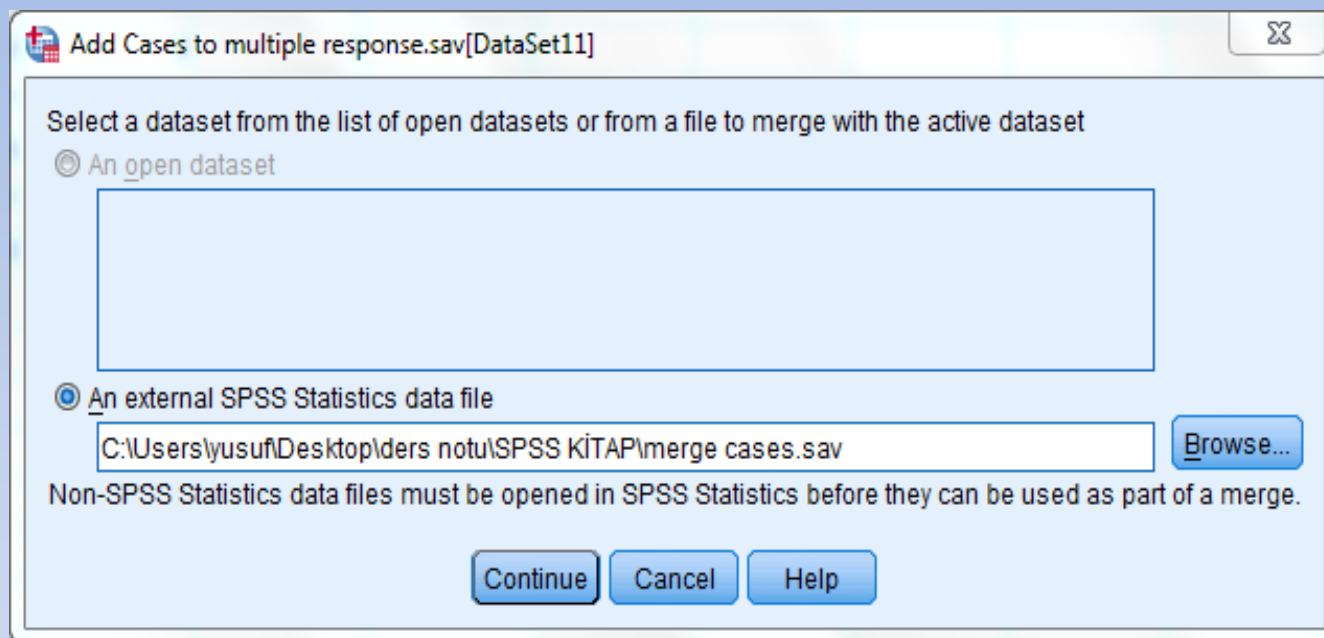 Add Cases to multiple response.sav[DataSet11]
Select a dataset from the list of open datasets or from a file to merge with the active dataset
An open dataset
An external SPSS Statistics data file
C:\Users\yusuf\Desktop\ders notu\SPSS KİTAP\merge cases.sav
Browse...
Non-SPSS Statistics data files must be opened in SPSS Statistics before they can be used as part of a merge.
Continue Cancel Help